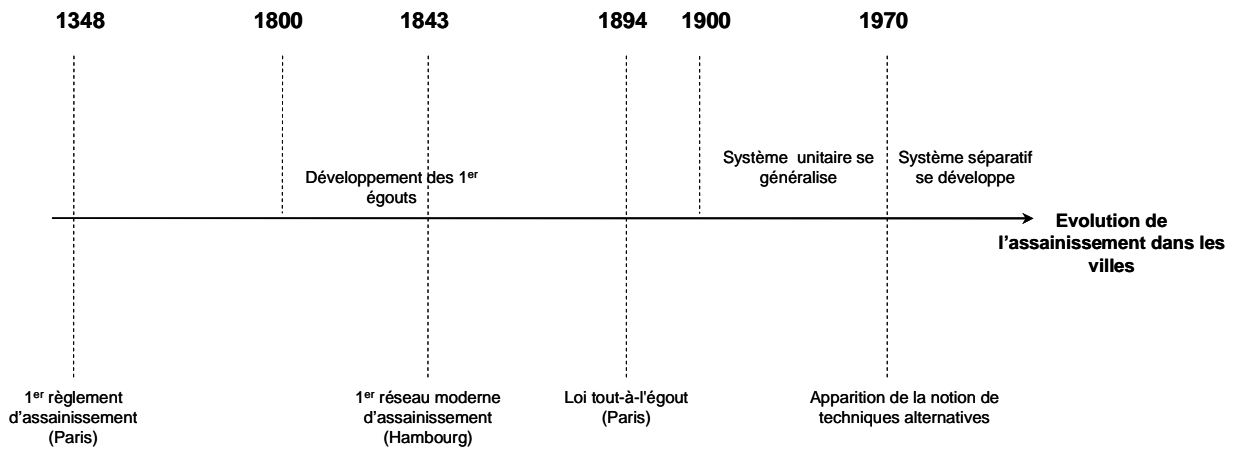 1348
1800
1843
1894
1900
1970
Développement des 1er
égouts
Système unitaire se
généralise
Système séparatif
se développe
Evolution de
l'assainissement dans les
villes
1er règlement
d'assainissement
(Paris)
1er réseau moderne
d'assainissement
(Hambourg)
Loi tout-à-l'égout
(Paris)
Apparition de la notion de
techniques alternatives